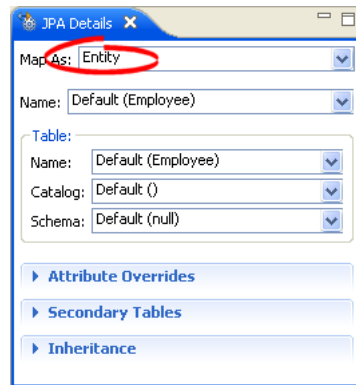 JPA Details
Map As: Entity
Name: Default (Employee)
Table:
Name: Default (Employee)
Catalog: Default ()
Schema: Default (null)
Attribute Overrides
Secondary Tables
Inheritance